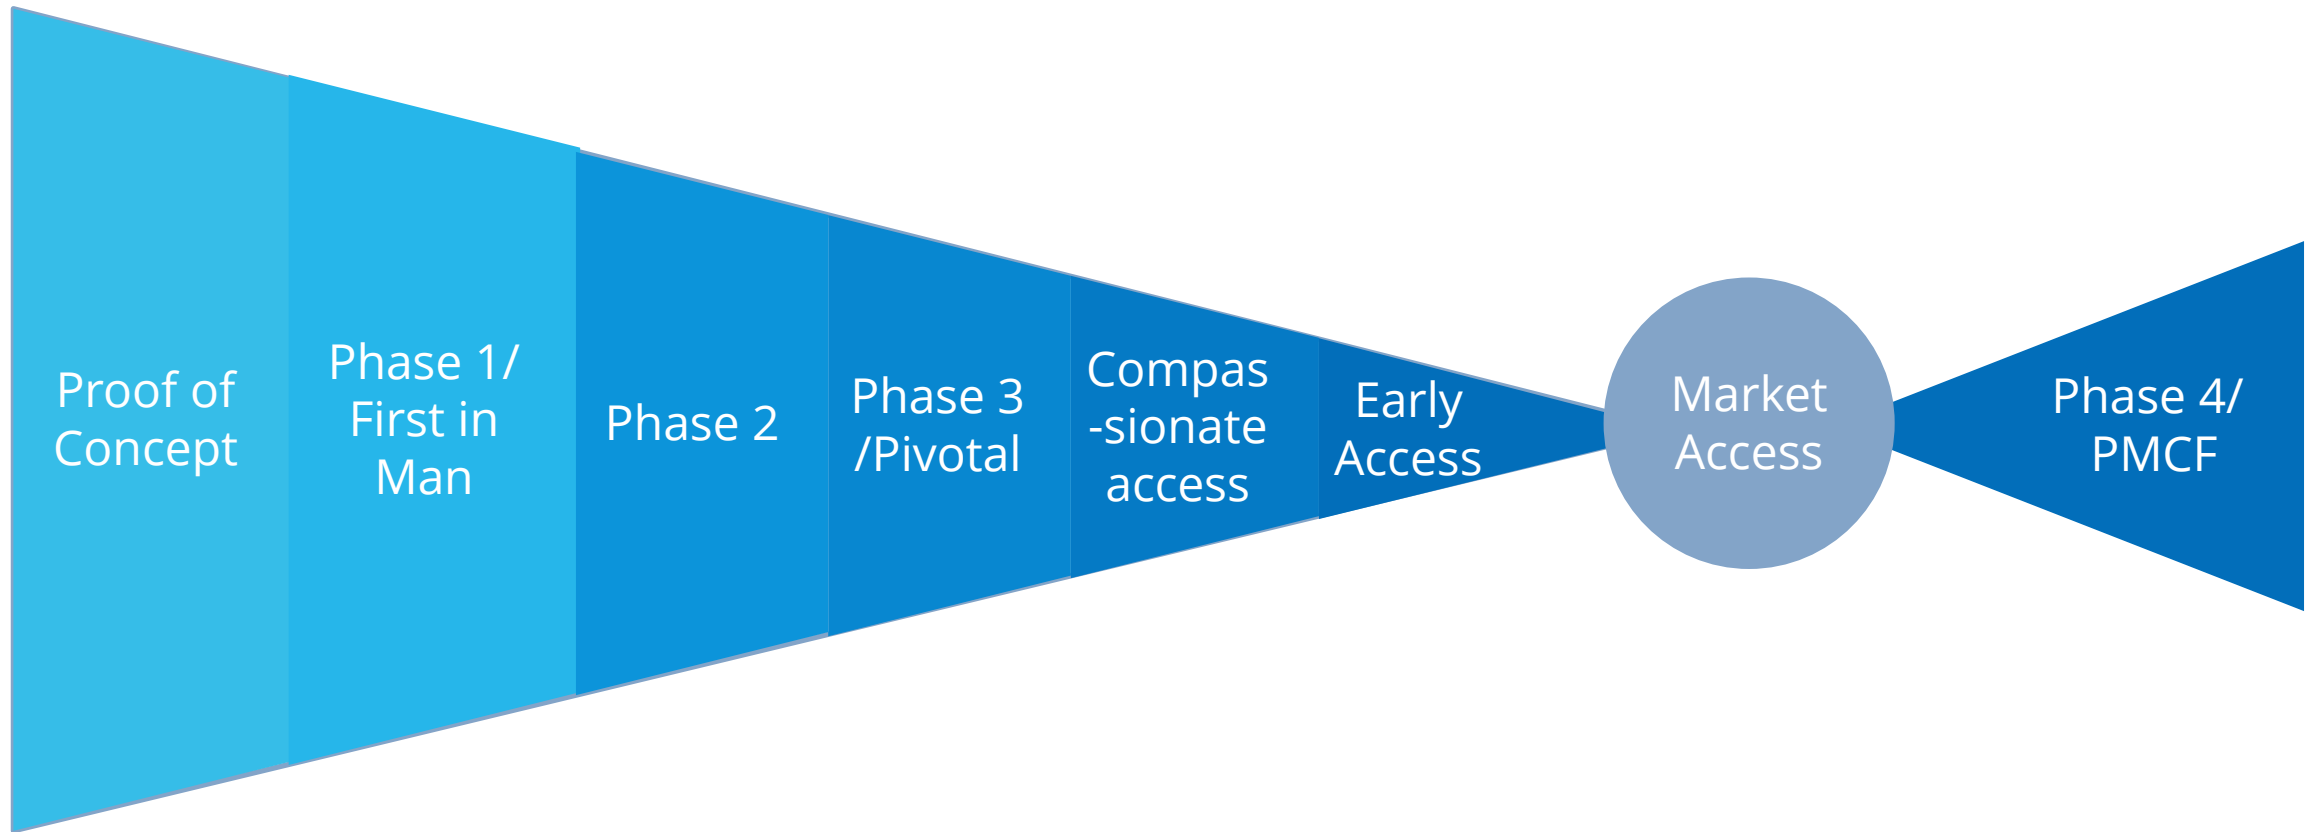 Proof of
Concept
Phase 1/
First in
Man
Phase 2
Phase 3
/Pivotal
Compas
-sionate
access
Early
Access
Market
Access
Phase 4/
PMCF